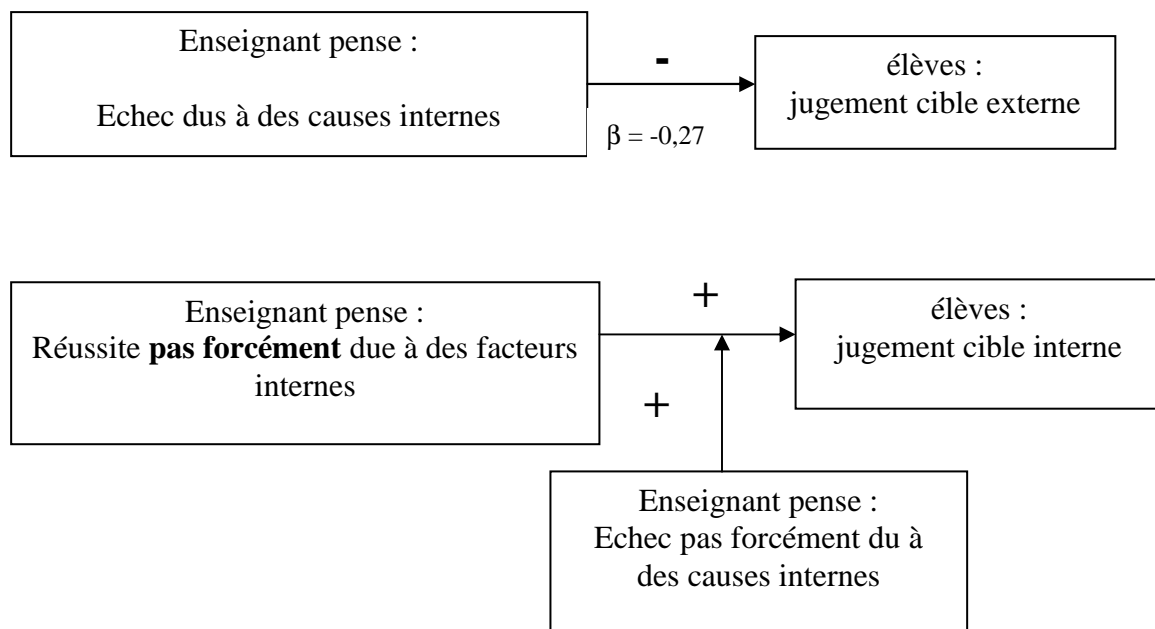 Enseignant pense :
Echec dus à des causes internes
-
β = -0,27
élèves :
jugement cible externe
Enseignant pense :
Réussite pas forcément due à des facteurs
internes
+
+
élèves :
jugement cible interne
Enseignant pense :
Echec pas forcément du à
des causes internes